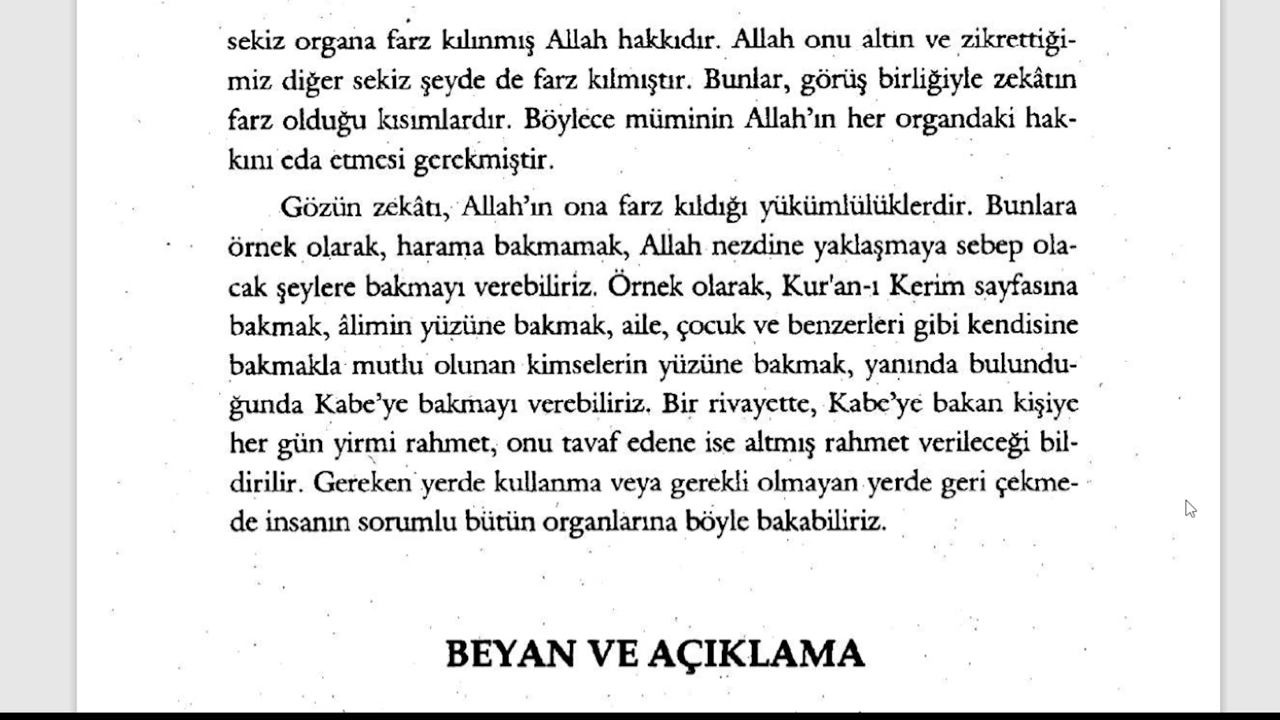 sekiz organa farz kılınmış Allah hakkıdır. Allah onu altın ve zikrettiği-
miz diğer sekiz şeyde de farz kılmıştır. Bunlar, görüş birliğiyle zekâtın
farz olduğu kısımlardır. Böylece müminin Allah’ın her organdaki hak-
kını eda etmesi gerekmiştir.
Gözün zekâtı, Allah’ın ona farz kıldığı yükümlülüklerdir. Bunlara
örnek olarak, harama bakmamak, Allah nezdine yaklaşmaya sebep ola-
cak şeylere bakmayı verebiliriz. Örnek olarak, Kur'an-ı Kerim sayfasına
bakmak, âlimin yüzüne bakmak, aile, çocuk ve benzerleri gibi kendisine
bakmakla mutlu olunan kimselerin yüzüne bakmak, yanında bulundu-
ğunda Kabe’ye bakmayı verebiliriz. Bir rivayette, Kabe’ye bakan kişiye
her gün yirmi rahmet, onu tavaf edene ise altmış rahmet verileceği bil-
dirilir. Gereken yerde kullanma veya gerekli olmayan yerde geri çekme-
de insanın sorumlu bütün organlarına böyle bakabiliriz.
BEYAN VE AÇIKLAMA